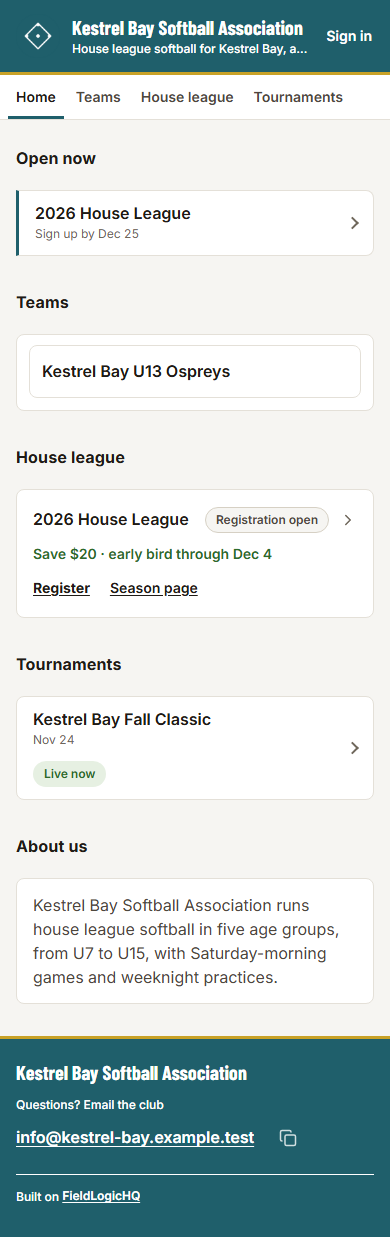 Kestrel Bay Softball Association
House league softball for Kestrel Bay, a...
Sign in
Home Teams House league Tournaments
Open now
2026 House League
Sign up by Dec 25
Teams
Kestrel Bay U13 Ospreys
House league
2026 House League Registration open
Save $20 · early bird through Dec 4
Register Season page
Tournaments
Kestrel Bay Fall Classic
Nov 24
Live now
About us
Kestrel Bay Softball Association runs
house league softball in five age groups,
from U7 to U15, with Saturday-morning
games and weeknight practices.
Kestrel Bay Softball Association
Questions? Email the club
info@kestrel-bay.example.test
Built on FieldLogicHQ